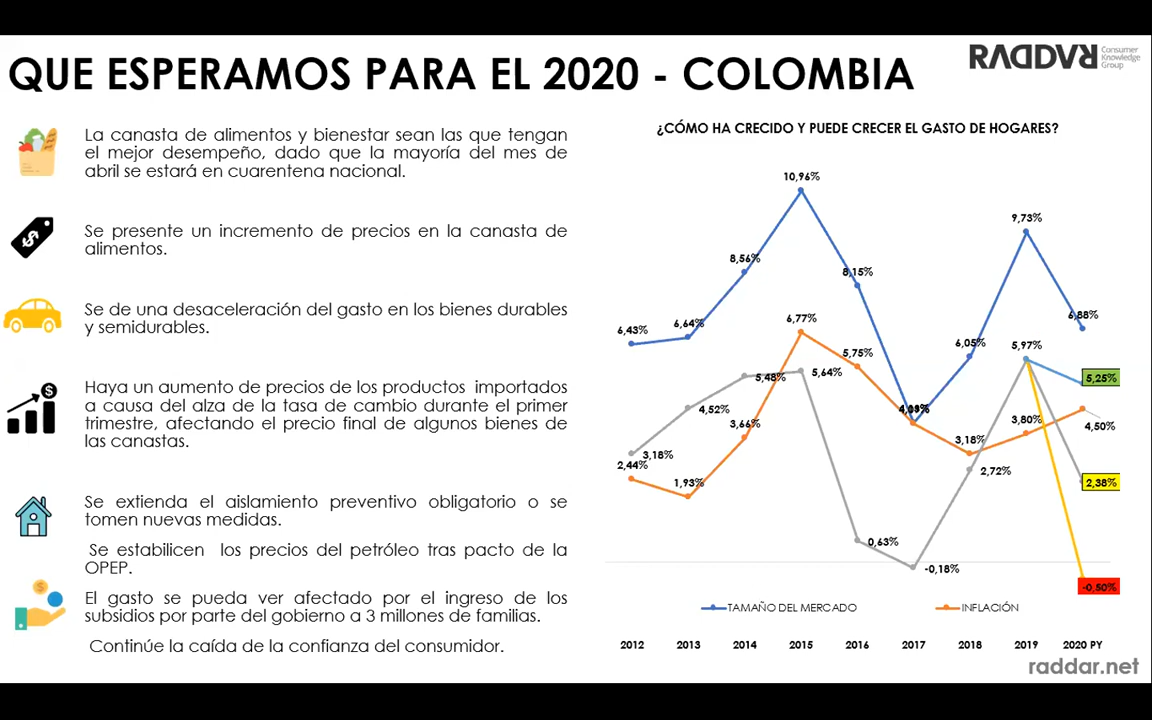 QUE ESPERAMOS PARA EL 2020 - COLOMBIA
RADDAR
Consumer
Knowledge
Group
La canasta de alimentos y bienestar sean las que tengan
el mejor desempeño, dado que la mayoría del mes de
abril se estará en cuarentena nacional.
Se presente un incremento de precios en la canasta de
alimentos.
Se de una desaceleración del gasto en los bienes durables
y semidurables.
Haya un aumento de precios de los productos importados
a causa del alza de la tasa de cambio durante el primer
trimestre, afectando el precio final de algunos bienes de
las canastas.
Se extienda el aislamiento preventivo obligatorio o se
tomen nuevas medidas.
Se estabilicen los precios del petróleo tras pacto de la
OPEP.
El gasto se pueda ver afectado por el ingreso de los
subsidios por parte del gobierno a 3 millones de familias.
Continúe la caída de la confianza del consumidor.
¿CÓMO HA CRECIDO Y PUEDE CRECER EL GASTO DE HOGARES?
10,96%
9,73%
8,56%
8,15%
6,43%
6,64%
6,77%
6,88%
6,05%
5,97%
5,75%
5,48%
5,64%
5,25%
4,52%
3,66%
3,18%
3,80%
4,50%
3,18%
2,44%
1,93%
2,72%
2,38%
0,63%
-0,18%
-0,50%
TAMAÑO DEL MERCADO
INFLACIÓN
2012 2013 2014 2015 2016 2017 2018 2019 2020 PY
raddar.net